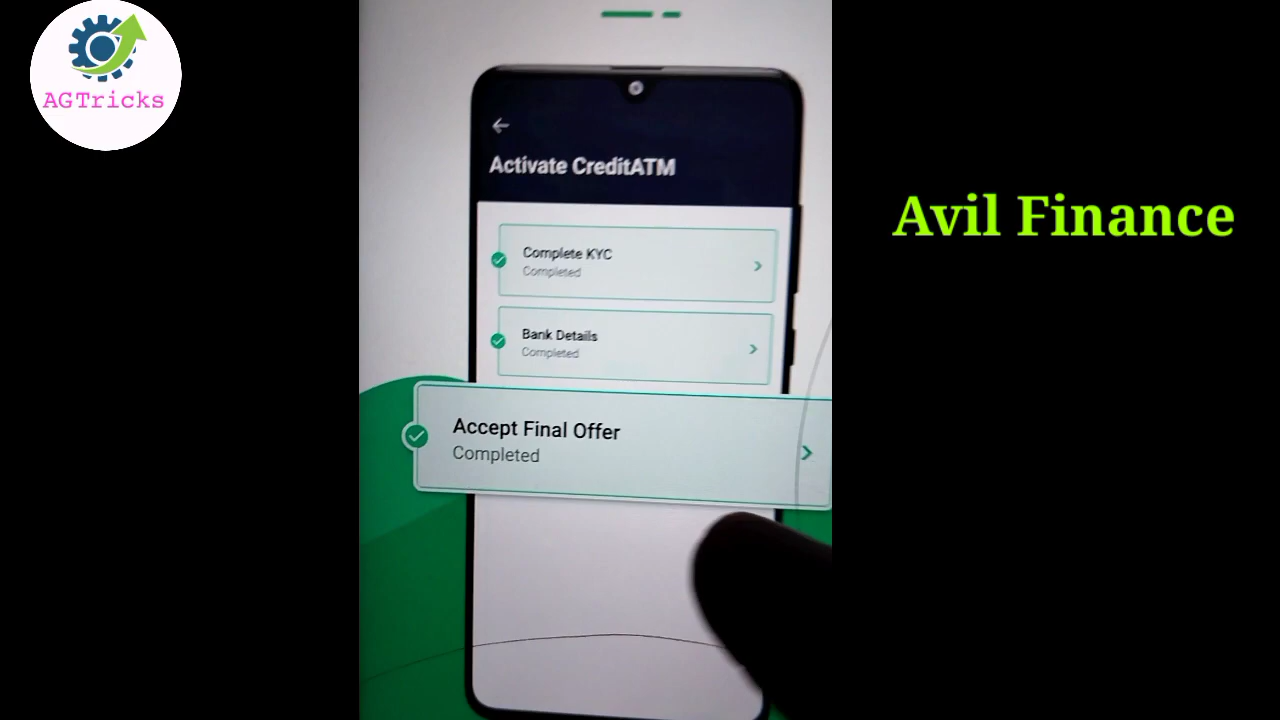 AGTricks
Activate CreditATM
Complete KYC
Completed
Bank Details
Completed
Accept Final Offer
Completed
Avil Finance